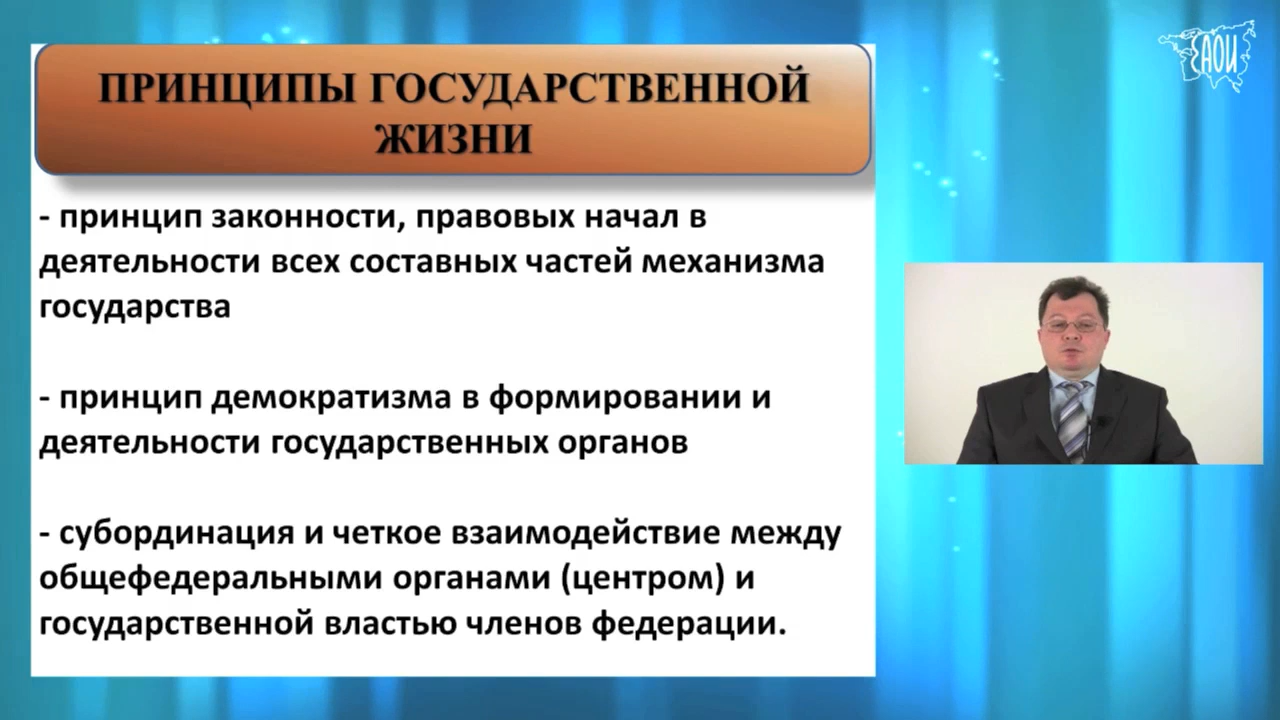 ПРИНЦИПЫ ГОСУДАРСТВЕННОЙ
ЖИЗНИ
ЕАОИ
- принцип законности, правовых начал в
деятельности всех составных частей механизма
государства
- принцип демократизма в формировании и
деятельности государственных органов
- субординация и четкое взаимодействие между
общефедеральными органами (центром) и
государственной властью членов федерации.